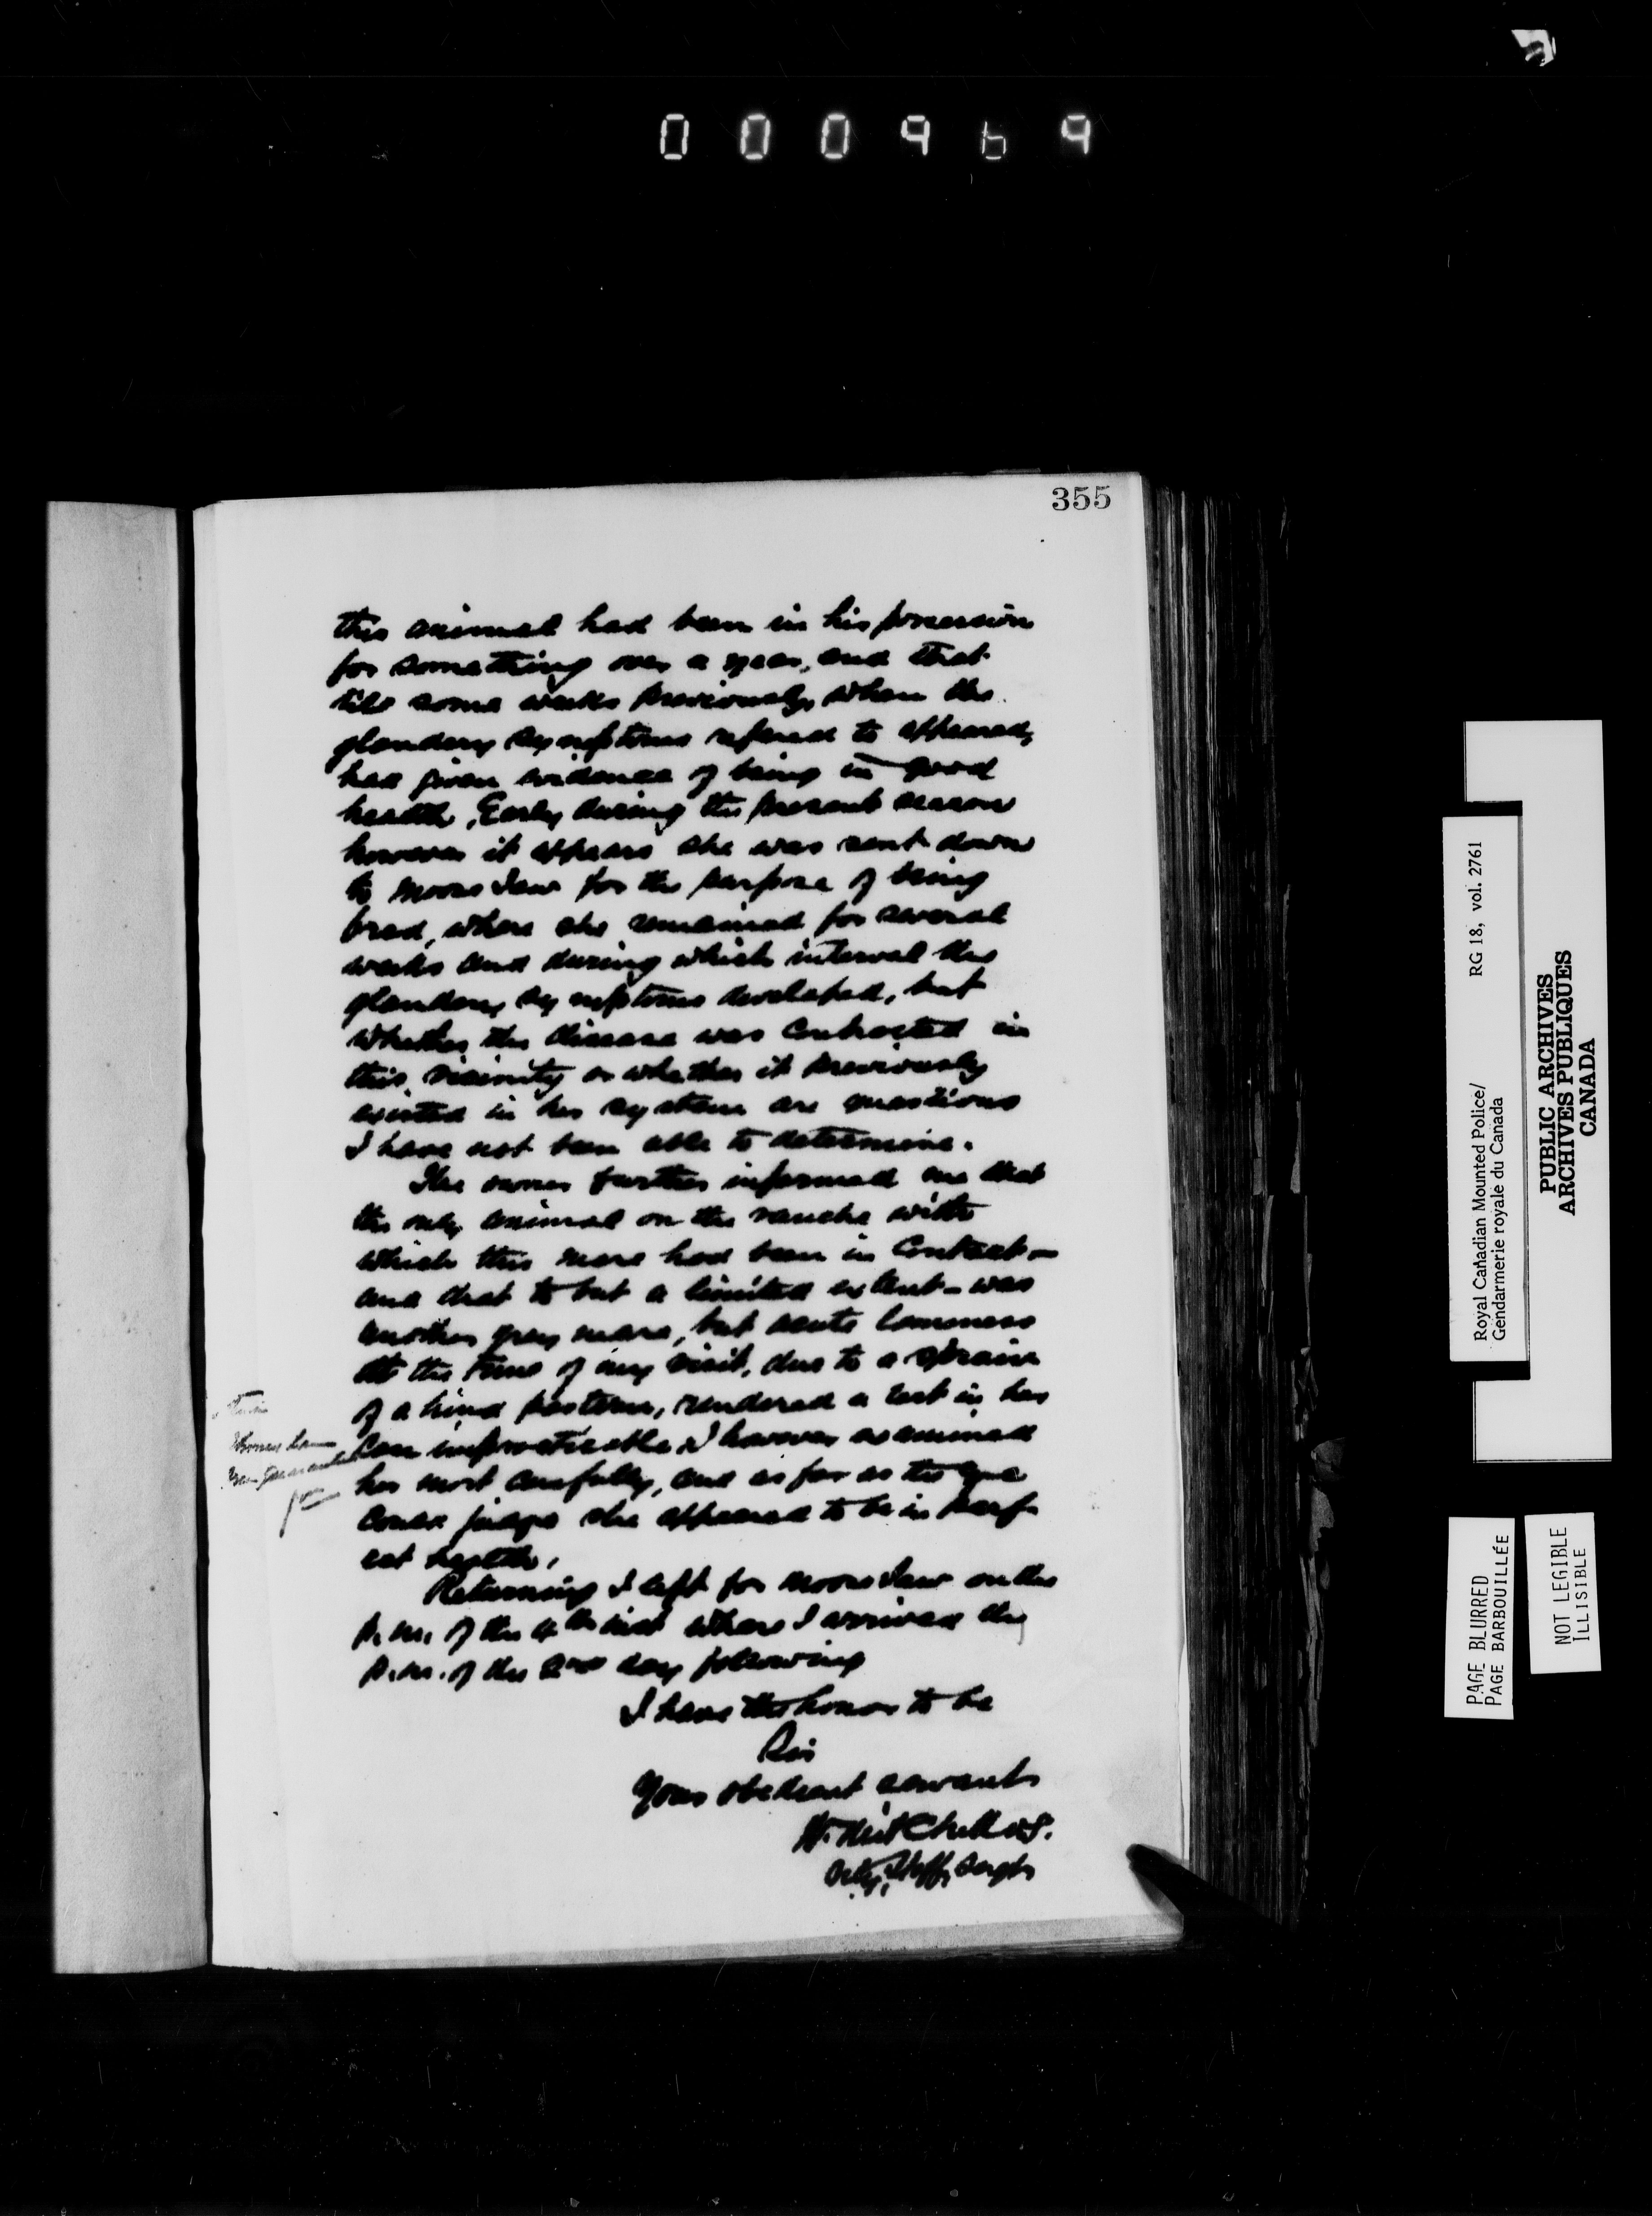 000969
355
this animal had been in his possession
for something over a year, and that
till some weeks previously, when the
glandery symptoms refered to appeared,
had given evidence of being in good
health. Early during the present season
however it appears she was sent down
to Moose Jaw for the purpose of being
bred, where she remained for several
weeks and during which interval the
glandery symptoms developed, but
whether the disease was contracted in
this vicinity or whether it previously
existed in her system are questions
I have not been able to determine.
The owner further informed me that
the only animal on the ranche with
which this mare had been in contact -
and that to but a limited extent - was
another grey mare, but acute lameness
at the time of my visit, due to a sprain
of a hind pastern, rendered a test in her
case impracticable I however examined
her most carefully, and as far as the eye
could judge she appeared to be in perf-
ect health.
Returning I left for Moose Jaw on the
p.m. of the 4th inst where I arrived the
p.m. of the 2nd day following
I have the honor to be
Sir
Your obedient servant
Staff Sergt
RG 18, vol. 2761
Royal Canadian Mounted Police/
Gendarmerie royale du Canada
PUBLIC ARCHIVES
ARCHIVES PUBLIQUES
CANADA
PAGE BLURRED
PAGE BARBOUILLÉE
NOT LEGIBLE
ILLISIBLE